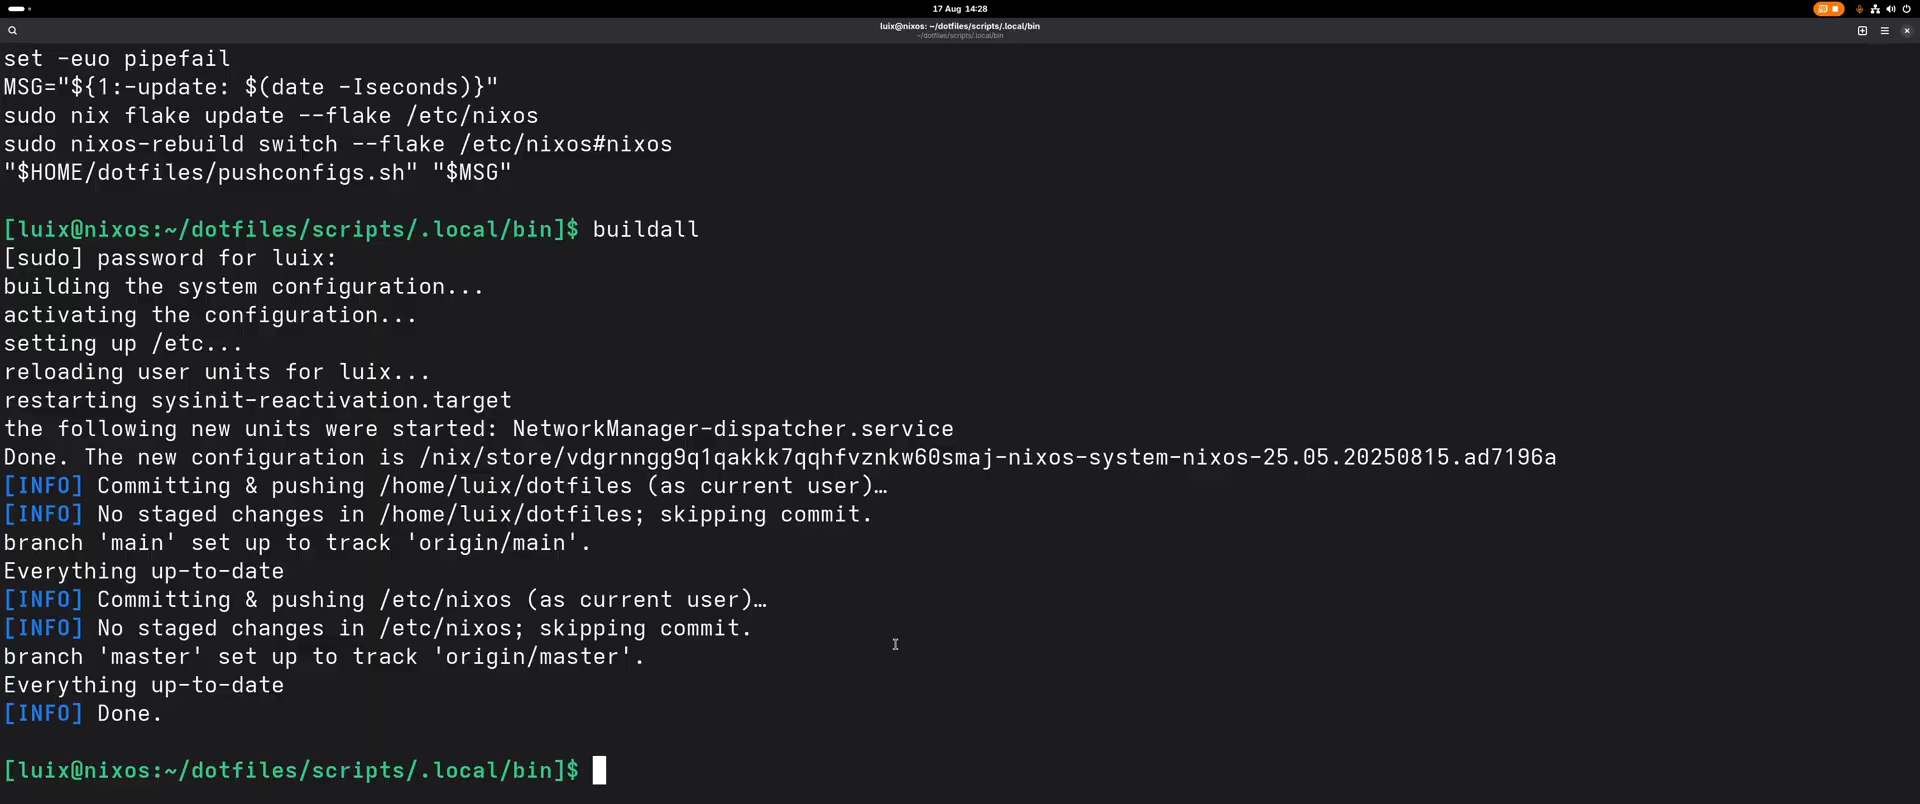 17 Aug 14:28
luix@nixos: ~/dotfiles/scripts/.local/bin
~/dotfiles/scripts/.local/bin
set -euo pipefail
MSG="${1:-update: $(date -Iseconds)}"
sudo nix flake update --flake /etc/nixos
sudo nixos-rebuild switch --flake /etc/nixos#nixos
"$HOME/dotfiles/pushconfigs.sh" "$MSG"
[luix@nixos:~/dotfiles/scripts/.local/bin]$ buildall
[sudo] password for luix:
building the system configuration...
activating the configuration...
setting up /etc...
reloading user units for luix...
restarting sysinit-reactivation.target
the following new units were started: NetworkManager-dispatcher.service
Done. The new configuration is /nix/store/vdgrnngg9q1qakkk7qqhfvznkw60smaj-nixos-system-nixos-25.05.20250815.ad7196a
[INFO] Committing & pushing /home/luix/dotfiles (as current user)…
[INFO] No staged changes in /home/luix/dotfiles; skipping commit.
branch 'main' set up to track 'origin/main'.
Everything up-to-date
[INFO] Committing & pushing /etc/nixos (as current user)…
[INFO] No staged changes in /etc/nixos; skipping commit.
branch 'master' set up to track 'origin/master'.
Everything up-to-date
[INFO] Done.
[luix@nixos:~/dotfiles/scripts/.local/bin]$